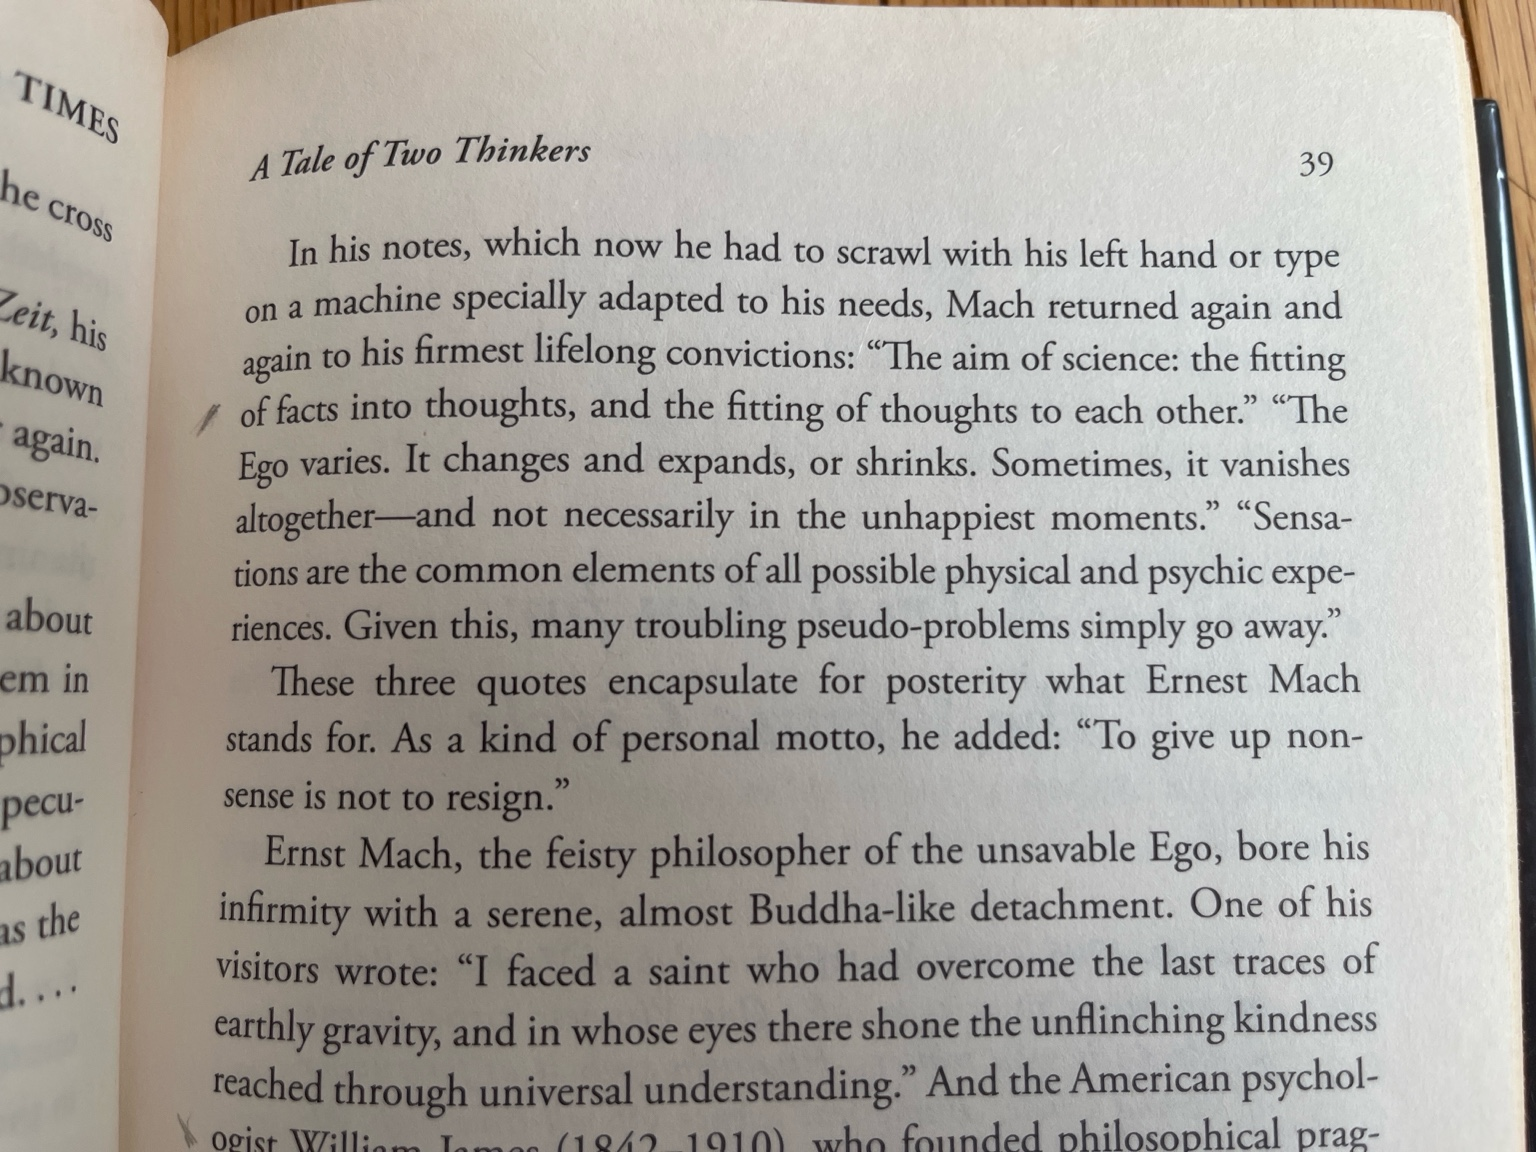 TIMES
he cross
Zeit, his
known
again.
bserva-
about
em in
phical
pecu-
about
as the
d. . . .
A Tale of Two Thinkers 39
In his notes, which now he had to scrawl with his left hand or type
on a machine specially adapted to his needs, Mach returned again and
again to his firmest lifelong convictions: “The aim of science: the fitting
of facts into thoughts, and the fitting of thoughts to each other.” “The
Ego varies. It changes and expands, or shrinks. Sometimes, it vanishes
altogether—and not necessarily in the unhappiest moments.” “Sensa-
tions are the common elements of all possible physical and psychic expe-
riences. Given this, many troubling pseudo-problems simply go away.”
These three quotes encapsulate for posterity what Ernest Mach
stands for. As a kind of personal motto, he added: “To give up non-
sense is not to resign.”
Ernst Mach, the feisty philosopher of the unsavable Ego, bore his
infirmity with a serene, almost Buddha-like detachment. One of his
visitors wrote: “I faced a saint who had overcome the last traces of
earthly gravity, and in whose eyes there shone the unflinching kindness
reached through universal understanding.” And the American psychol-
ogist William James (1842–1910), who founded philosophical prag-